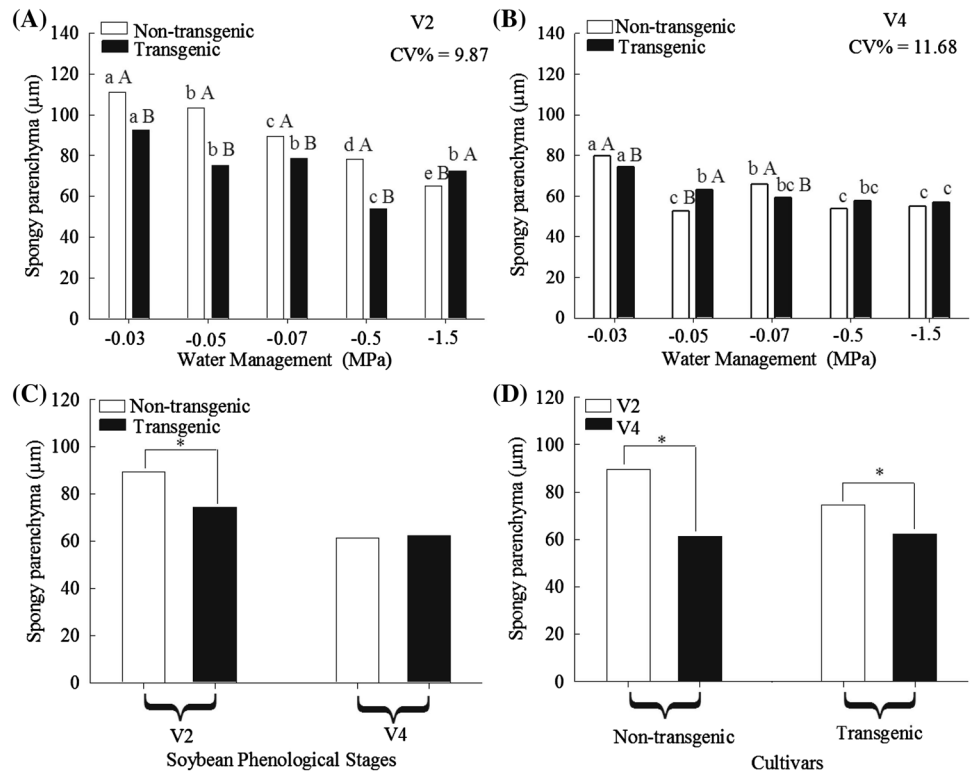 (A)
V2
CV% = 9.87
Non-transgenic
Transgenic
Spongy parenchyma (µm)
140
120
100
80
60
40
20
0
a A
a B
b A
b B
c A
b B
d A
c B
e B
b A
-0.03
-0.05
-0.07
-0.5
-1.5
Water Management (MPa)
(B)
V4
CV% = 11.68
Non-transgenic
Transgenic
Spongy parenchyma (µm)
140
120
100
80
60
40
20
0
a A
a B
c B
b A
b A
bc B
c
bc
c
c
-0.03
-0.05
-0.07
-0.5
-1.5
Water Management (MPa)
(C)
Non-transgenic
Transgenic
Spongy parenchyma (µm)
120
100
80
60
40
20
0
*
V2
V4
Soybean Phenological Stages
(D)
V2
V4
Spongy parenchyma (µm)
120
100
80
60
40
20
0
*
*
Non-transgenic
Transgenic
Cultivars